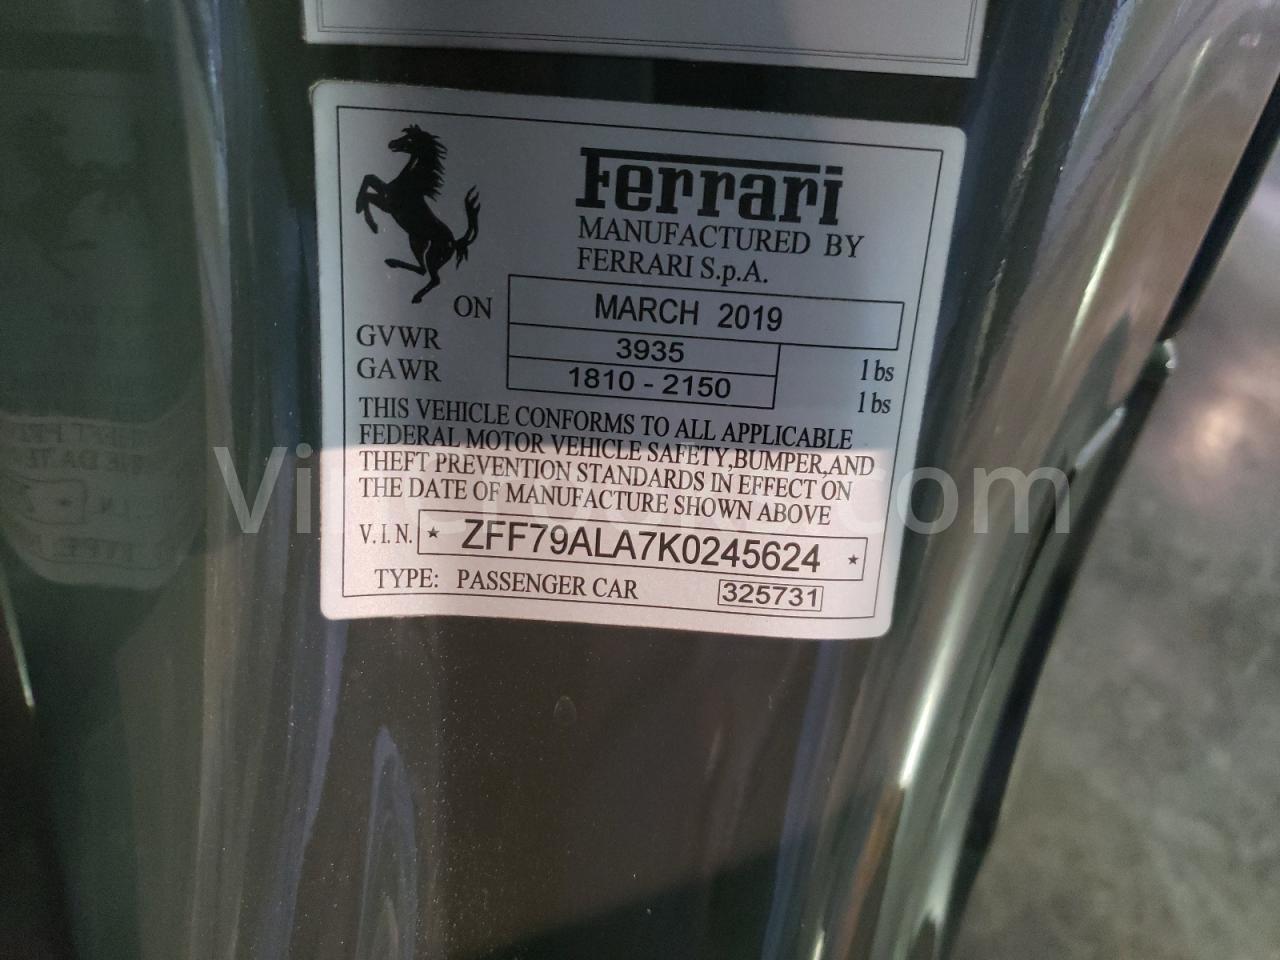 Ferrari
MANUFACTURED BY
FERRARI S.p.A.
ON MARCH 2019
GVWR 3935 lbs
GAWR 1810 - 2150 lbs
THIS VEHICLE CONFORMS TO ALL APPLICABLE
FEDERAL MOTOR VEHICLE SAFETY,BUMPER,AND
THEFT PREVENTION STANDARDS IN EFFECT ON
THE DATE OF MANUFACTURE SHOWN ABOVE
V.I.N. * ZFF79ALA7K0245624 *
TYPE: PASSENGER CAR 325731